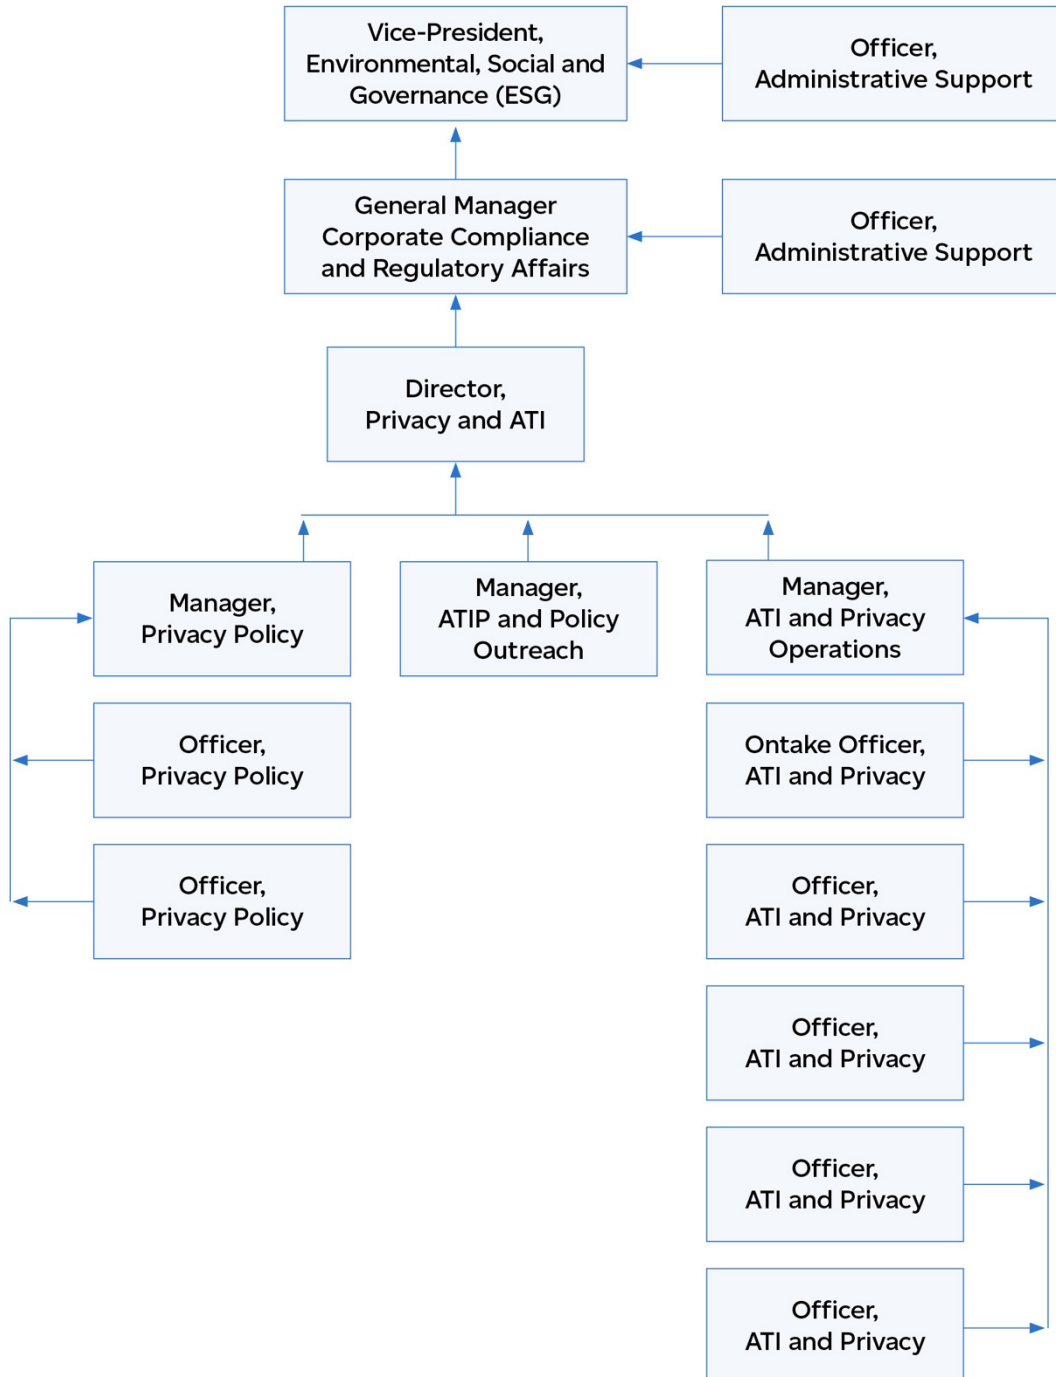 Vice-President,
Environmental, Social and
Governance (ESG)
Officer,
Administrative Support
General Manager
Corporate Compliance
and Regulatory Affairs
Officer,
Administrative Support
Director,
Privacy and ATI
Manager,
Privacy Policy
Manager,
ATIP and Policy
Outreach
Manager,
ATI and Privacy
Operations
Officer,
Privacy Policy
Ontake Officer,
ATI and Privacy
Officer,
Privacy Policy
Officer,
ATI and Privacy
Officer,
ATI and Privacy
Officer,
ATI and Privacy
Officer,
ATI and Privacy